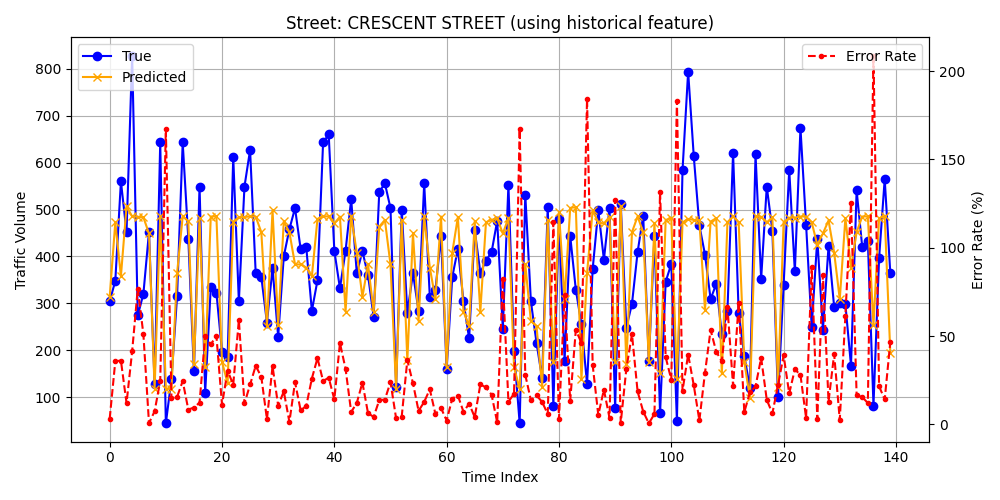 Street: CRESCENT STREET (using historical feature)
True
Predicted
Error Rate
800
700
600
500
400
300
200
100
Traffic Volume
200
150
100
50
0
Error Rate (%)
0 20 40 60 80 100 120 140
Time Index